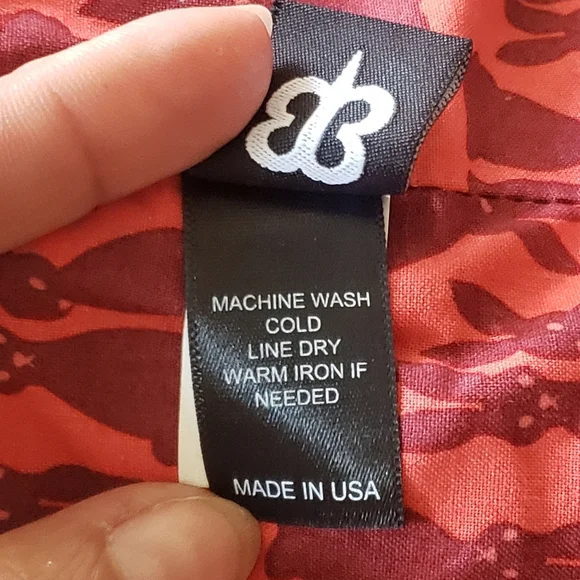 MACHINE WASH
COLD
LINE DRY
WARM IRON IF
NEEDED
MADE IN USA